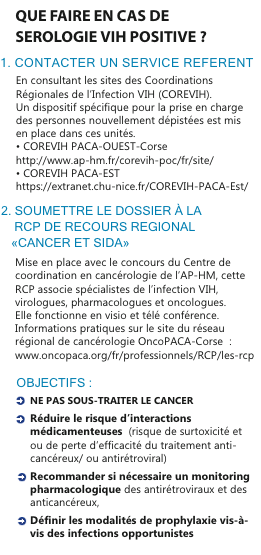 QUE FAIRE EN CAS DE
SEROLOGIE VIH POSITIVE ?
1. CONTACTER UN SERVICE REFERENT
En consultant les sites des Coordinations
Régionales de l'Infection VIH (COREVIH).
Un dispositif spécifique pour la prise en charge
des personnes nouvellement dépistées est mis
en place dans ces unités.
• COREVIH PACA-OUEST-Corse
http://www.ap-hm.fr/corevih-poc/fr/site/
• COREVIH PACA-EST
https://extranet.chu-nice.fr/COREVIH-PACA-Est/
2. SOUMETTRE LE DOSSIER À LA
RCP DE RECOURS REGIONAL
«CANCER ET SIDA»
Mise en place avec le concours du Centre de
coordination en cancérologie de l'AP-HM, cette
RCP associe spécialistes de l'infection VIH,
virologues, pharmacologues et oncologues.
Elle fonctionne en visio et télé conférence.
Informations pratiques sur le site du réseau
régional de cancérologie OncoPACA-Corse :
www.oncopaca.org/fr/professionnels/RCP/les-rcp
OBJECTIFS :
NE PAS SOUS-TRAITER LE CANCER
Réduire le risque d'interactions
médicamenteuses (risque de surtoxicité et
ou de perte d'efficacité du traitement anti-
cancéreux/ ou antirétroviral)
Recommander si nécessaire un monitoring
pharmacologique des antirétroviraux et des
anticancéreux,
Définir les modalités de prophylaxie vis-à-
vis des infections opportunistes